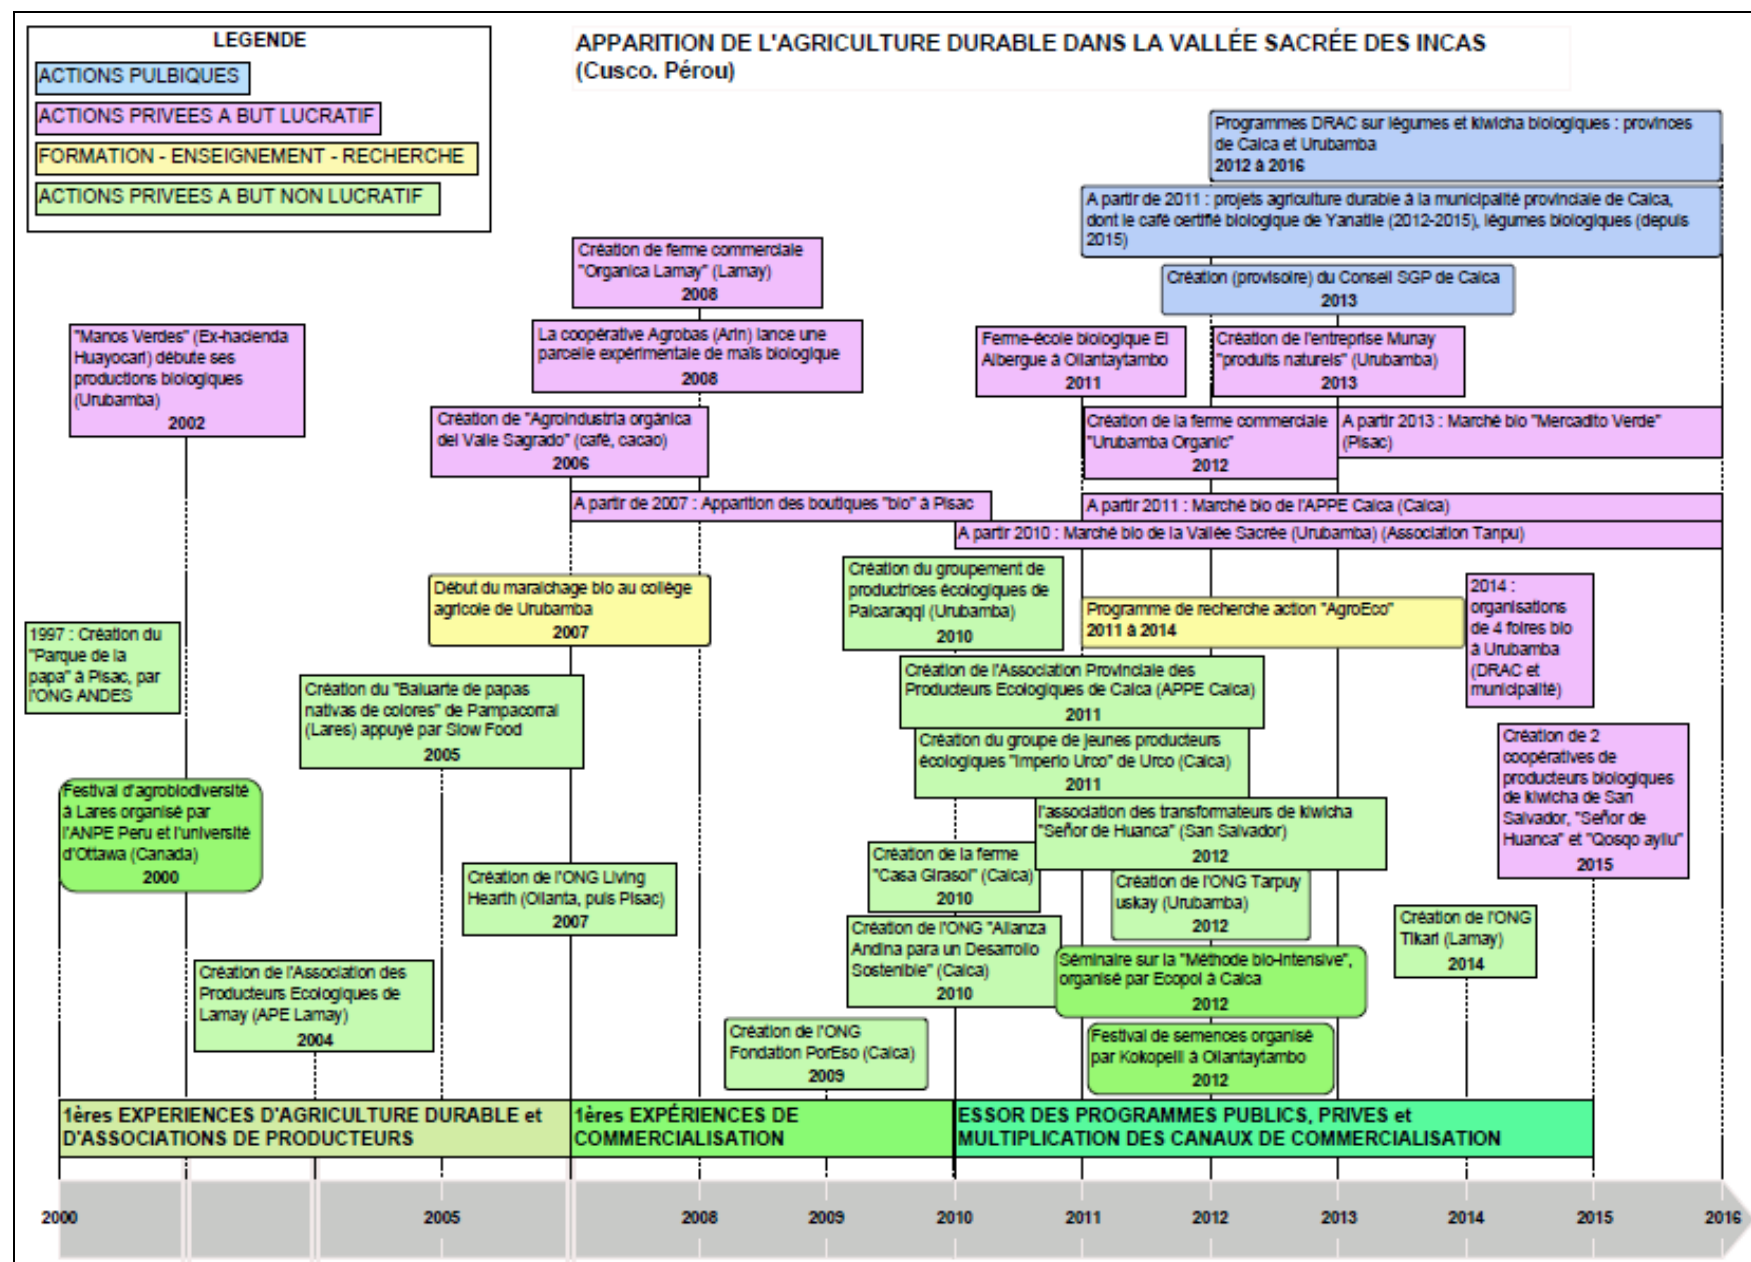 LEGENDE
ACTIONS PULBIQUES
ACTIONS PRIVEES A BUT LUCRATIF
FORMATION - ENSEIGNEMENT - RECHERCHE
ACTIONS PRIVEES A BUT NON LUCRATIF
APPARITION DE L'AGRICULTURE DURABLE DANS LA VALLÉE SACRÉE DES INCAS
(Cusco. Pérou)
Programmes DRAC sur légumes et kiwicha biologiques : provinces
de Calca et Urubamba
2012 à 2016
A partir de 2011 : projets agriculture durable à la municipalité provinciale de Calca,
dont le café certifié biologique de Yanatile (2012-2015), légumes biologiques (depuis
2015)
Création (provisoire) du Conseil SGP de Calca
2013
Création de ferme commerciale
"Organica Lamay" (Lamay)
2008
"Manos Verdes" (Ex-hacienda
Huayocari) débute ses
productions biologiques
(Urubamba)
2002
La coopérative Agrobas (Arin) lance une
parcelle expérimentale de maïs biologique
2008
Ferme-école biologique El
Albergue à Ollantaytambo
2011
Création de l'entreprise Munay
"produits naturels" (Urubamba)
2013
Création de "Agroindustria orgánica
del Valle Sagrado" (café, cacao)
2006
Création de la ferme commerciale
"Urubamba Organic"
2012
A partir 2013 : Marché bio "Mercadito Verde"
(Pisac)
A partir de 2007 : Apparition des boutiques "bio" à Pisac
A partir 2011 : Marché bio de l'APPE Calca (Calca)
A partir 2010 : Marché bio de la Vallée Sacrée (Urubamba) (Association Tanpu)
Création du groupement de
productrices écologiques de
Palcaraqqi (Urubamba)
2010
Début du maraichage bio au collège
agricole de Urubamba
2007
Programme de recherche action "AgroEco"
2011 à 2014
2014 :
organisations
de 4 foires bio
à Urubamba
(DRAC et
municipalité)
1997 : Création du
"Parque de la
papa" à Pisac, par
l'ONG ANDES
Création du "Baluarte de papas
nativas de colores" de Pampacorral
(Lares) appuyé par Slow Food
2005
Création de l'Association Provinciale des
Producteurs Ecologiques de Calca (APPE Calca)
2011
Création du groupe de jeunes producteurs
écologiques "Imperio Urco" de Urco (Calca)
2011
Création de 2
coopératives de
producteurs biologiques
de kiwicha de San
Salvador, "Señor de
Huanca" et "Qosqo ayllu"
2015
Festival d'agrobiodiversité
à Lares organisé par
l'ANPE Peru et l'université
d'Ottawa (Canada)
2000
l'association des transformateurs de kiwicha
"Señor de Huanca" (San Salvador)
2012
Création de la ferme
"Casa Girasol" (Calca)
2010
Création de l'ONG Living
Hearth (Ollanta, puis Pisac)
2007
Création de l'ONG Tarpuy
uskay (Urubamba)
2012
Création de l'ONG
Tikari (Lamay)
2014
Création de l'ONG "Alianza
Andina para un Desarrollo
Sostenible" (Calca)
2010
Séminaire sur la "Méthode bio-intensive",
organisé par Ecopol à Calca
2012
Création de l'Association des
Producteurs Ecologiques de
Lamay (APE Lamay)
2004
Création de l'ONG
Fondation PorEso (Calca)
2009
Festival de semences organisé
par Kokopelli à Ollantaytambo
2012
1ères EXPERIENCES D'AGRICULTURE DURABLE et
D'ASSOCIATIONS DE PRODUCTEURS
1ères EXPÉRIENCES DE
COMMERCIALISATION
ESSOR DES PROGRAMMES PUBLICS, PRIVES et
MULTIPLICATION DES CANAUX DE COMMERCIALISATION
2000
2005
2008
2009
2010
2011
2012
2013
2014
2015
2016